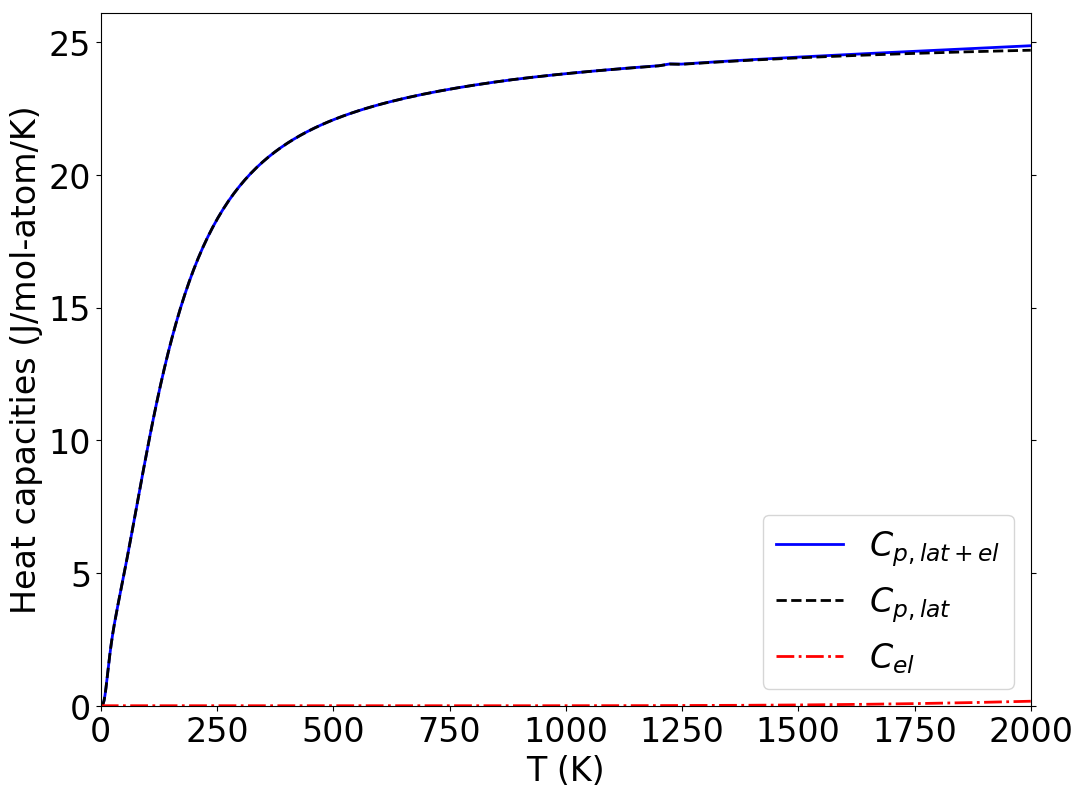 25
20
15
10
5
0
Heat capacities (J/mol-atom/K)
C_{p, lat + el}
C_{p, lat}
C_{el}
0 250 500 750 1000 1250 1500 1750 2000
T (K)